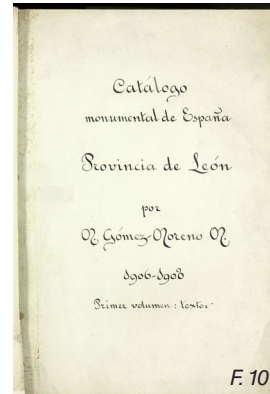 Catálogo
monumental de España
Provincia de León
por
M. Gómez-Moreno M.
1906-1908
Primer volumen: texto.
F. 10